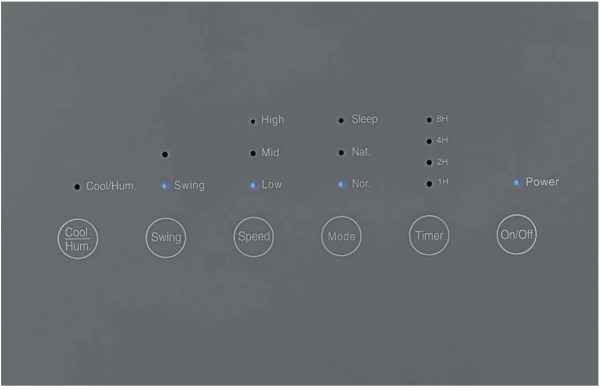 High
Sleep
8H
4H
Mid
Nat.
2H
Cool/Hum.
Swing
Low
Nor.
1H
Power
Cool
Hum.
Swing
Speed
Mode
Timer
On/Off